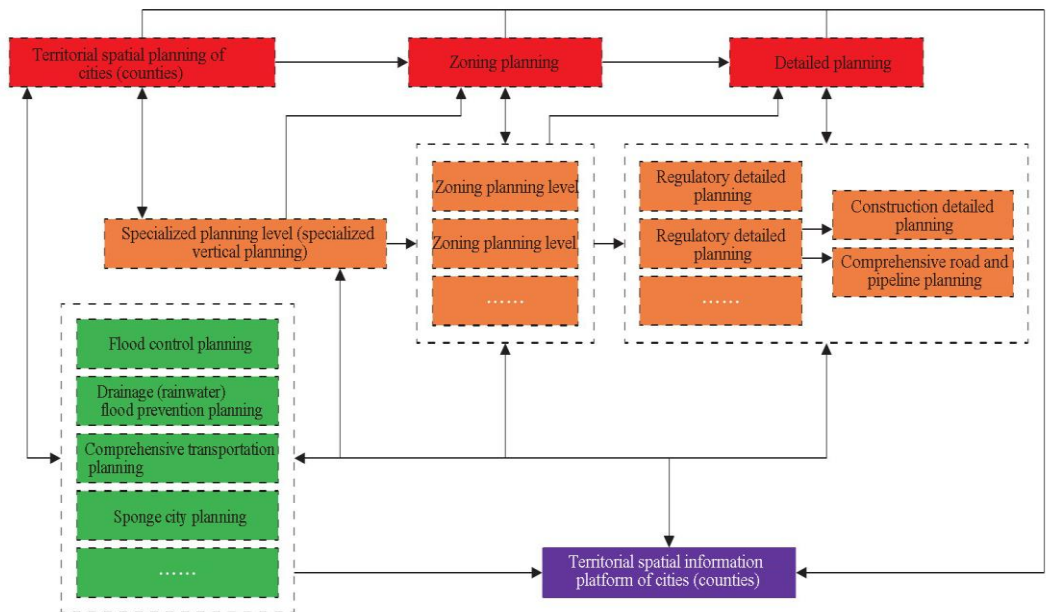 Territorial spatial planning of
cities (counties)
Zoning planning
Detailed planning
Zoning planning level
Zoning planning level
......
Regulatory detailed
planning
Regulatory detailed
planning
......
Construction detailed
planning
Comprehensive road and
pipeline planning
Specialized planning level (specialized
vertical planning)
Flood control planning
Drainage (rainwater)
flood prevention planning
Comprehensive transportation
planning
Sponge city planning
......
Territorial spatial information
platform of cities (counties)